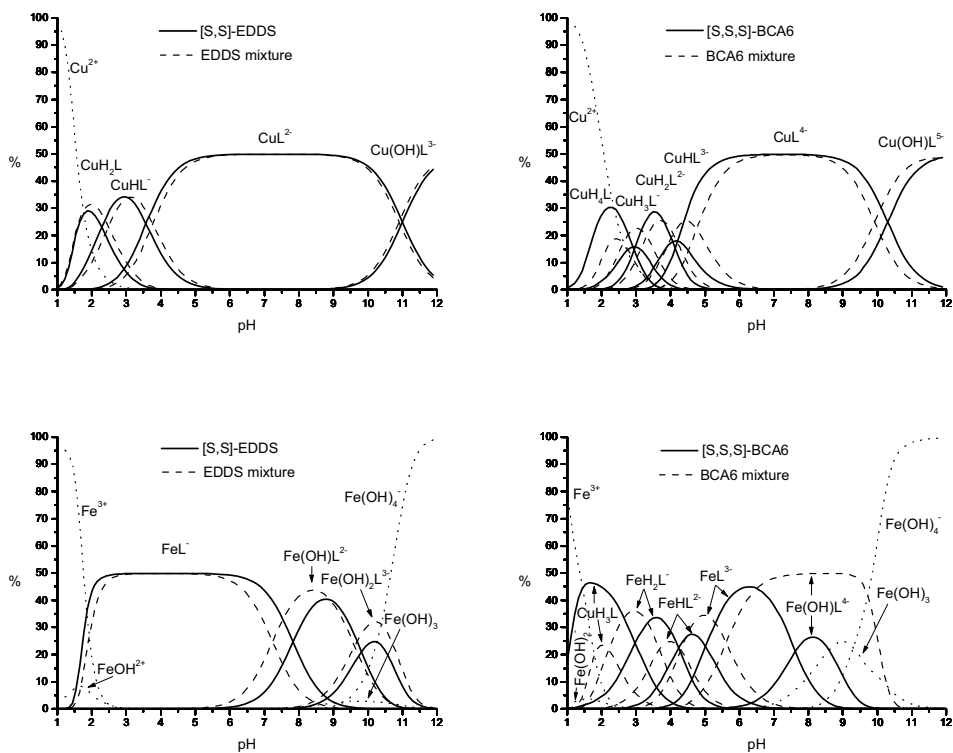 [S,S]-EDDS
EDDS mixture
Cu²⁺
CuH₂L
CuHL⁻
CuL²⁻
Cu(OH)L³⁻
%
100
90
80
70
60
50
40
30
20
10
0
1 2 3 4 5 6 7 8 9 10 11 12
pH
[S,S,S]-BCA6
BCA6 mixture
Cu²⁺
CuH₄L
CuH₃L⁻
CuH₂L²⁻
CuHL³⁻
CuL⁴⁻
Cu(OH)L⁵⁻
%
100
90
80
70
60
50
40
30
20
10
0
1 2 3 4 5 6 7 8 9 10 11 12
pH
[S,S]-EDDS
EDDS mixture
Fe³⁺
FeOH²⁺
FeL⁻
Fe(OH)L²⁻
Fe(OH)₂L³⁻
Fe(OH)₃
Fe(OH)₄⁻
%
100
90
80
70
60
50
40
30
20
10
0
1 2 3 4 5 6 7 8 9 10 11 12
pH
[S,S,S]-BCA6
BCA6 mixture
Fe³⁺
Fe(OH)₂
CuH₃L
FeH₂L⁻
FeHL²⁻
FeL³⁻
Fe(OH)L⁴⁻
Fe(OH)₃
Fe(OH)₄⁻
%
100
90
80
70
60
50
40
30
20
10
0
1 2 3 4 5 6 7 8 9 10 11 12
pH